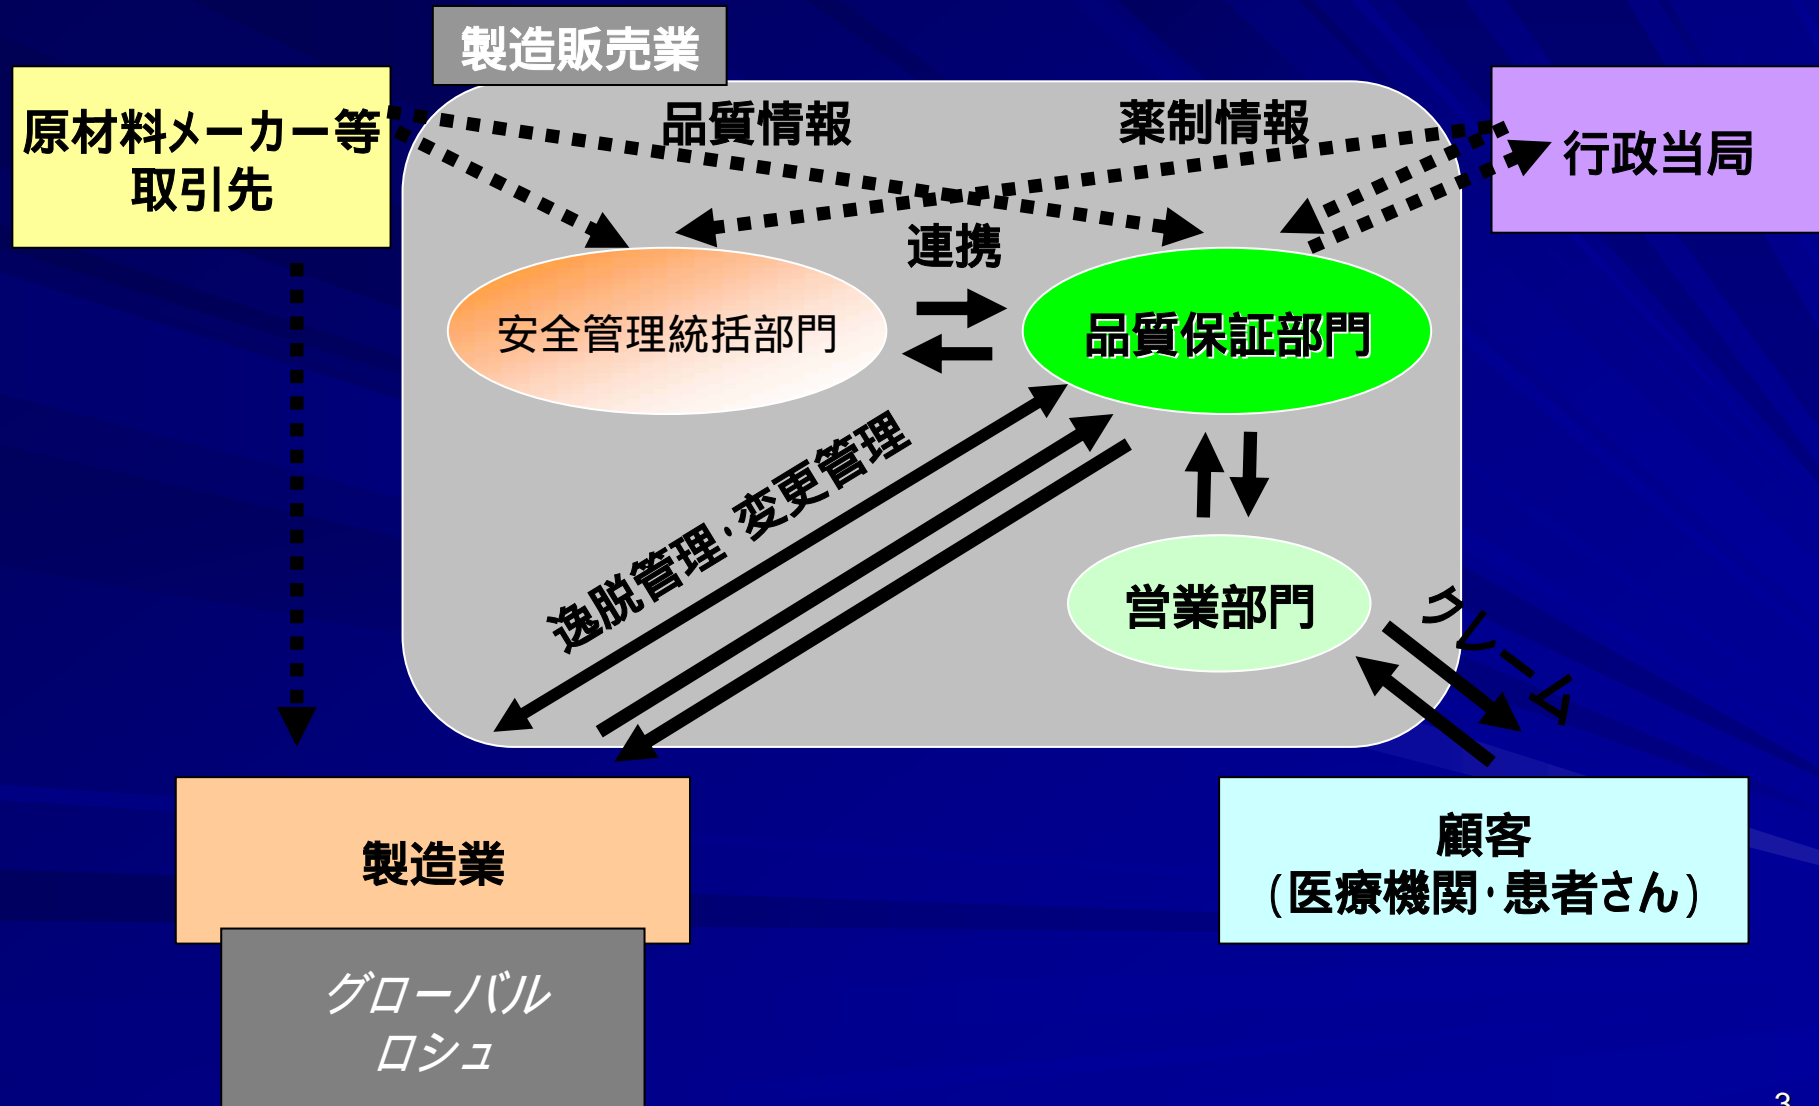 製造販売業
原材料メーカー等
取引先
品質情報
薬制情報
行政当局
連携
安全管理統括部門
品質保証部門
逸脱管理・変更管理
営業部門
クレーム
製造業
顧客
（医療機関・患者さん）
グローバル
ロシュ
3